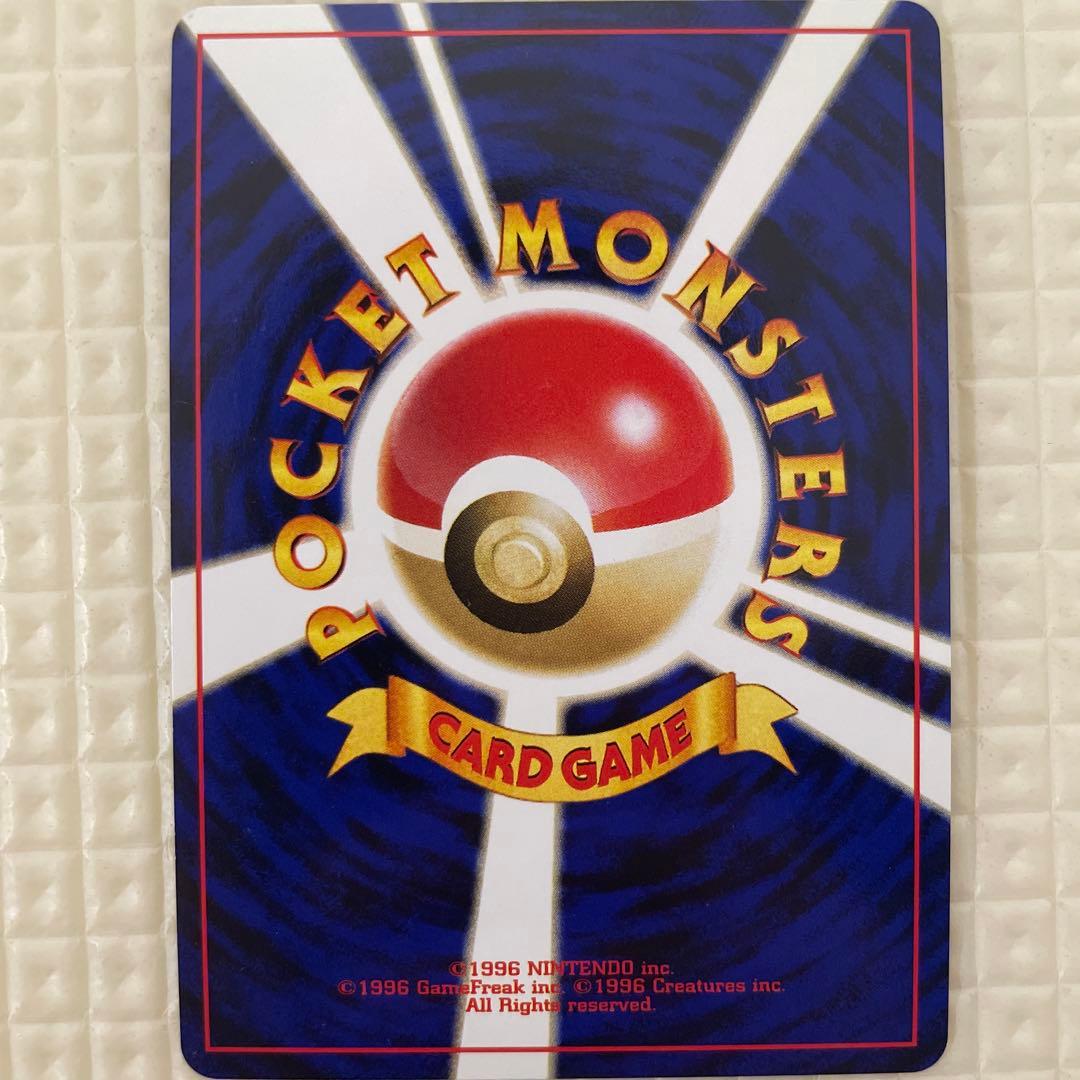 POCKET MONSTERS
CARD GAME
©1996 NINTENDO inc.
©1996 GameFreak inc. ©1996 Creatures inc.
All Rights reserved.